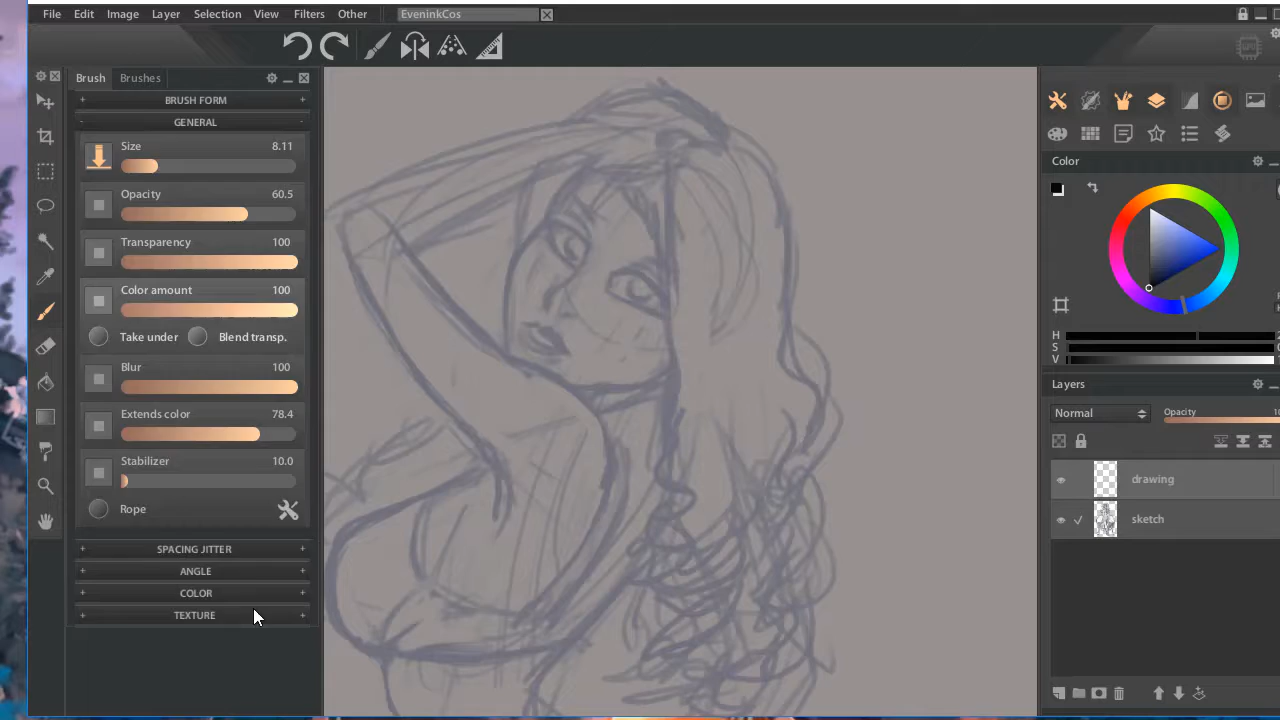 File Edit Image Layer Selection View Filters Other EveninkCos
Brush Brushes
BRUSH FORM
GENERAL
Size 8.11
Opacity 60.5
Transparency 100
Color amount 100
Take under Blend transp.
Blur 100
Extends color 78.4
Stabilizer 10.0
Rope
SPACING JITTER
ANGLE
COLOR
TEXTURE
Color
H
S
V
Layers
Normal Opacity
drawing
sketch